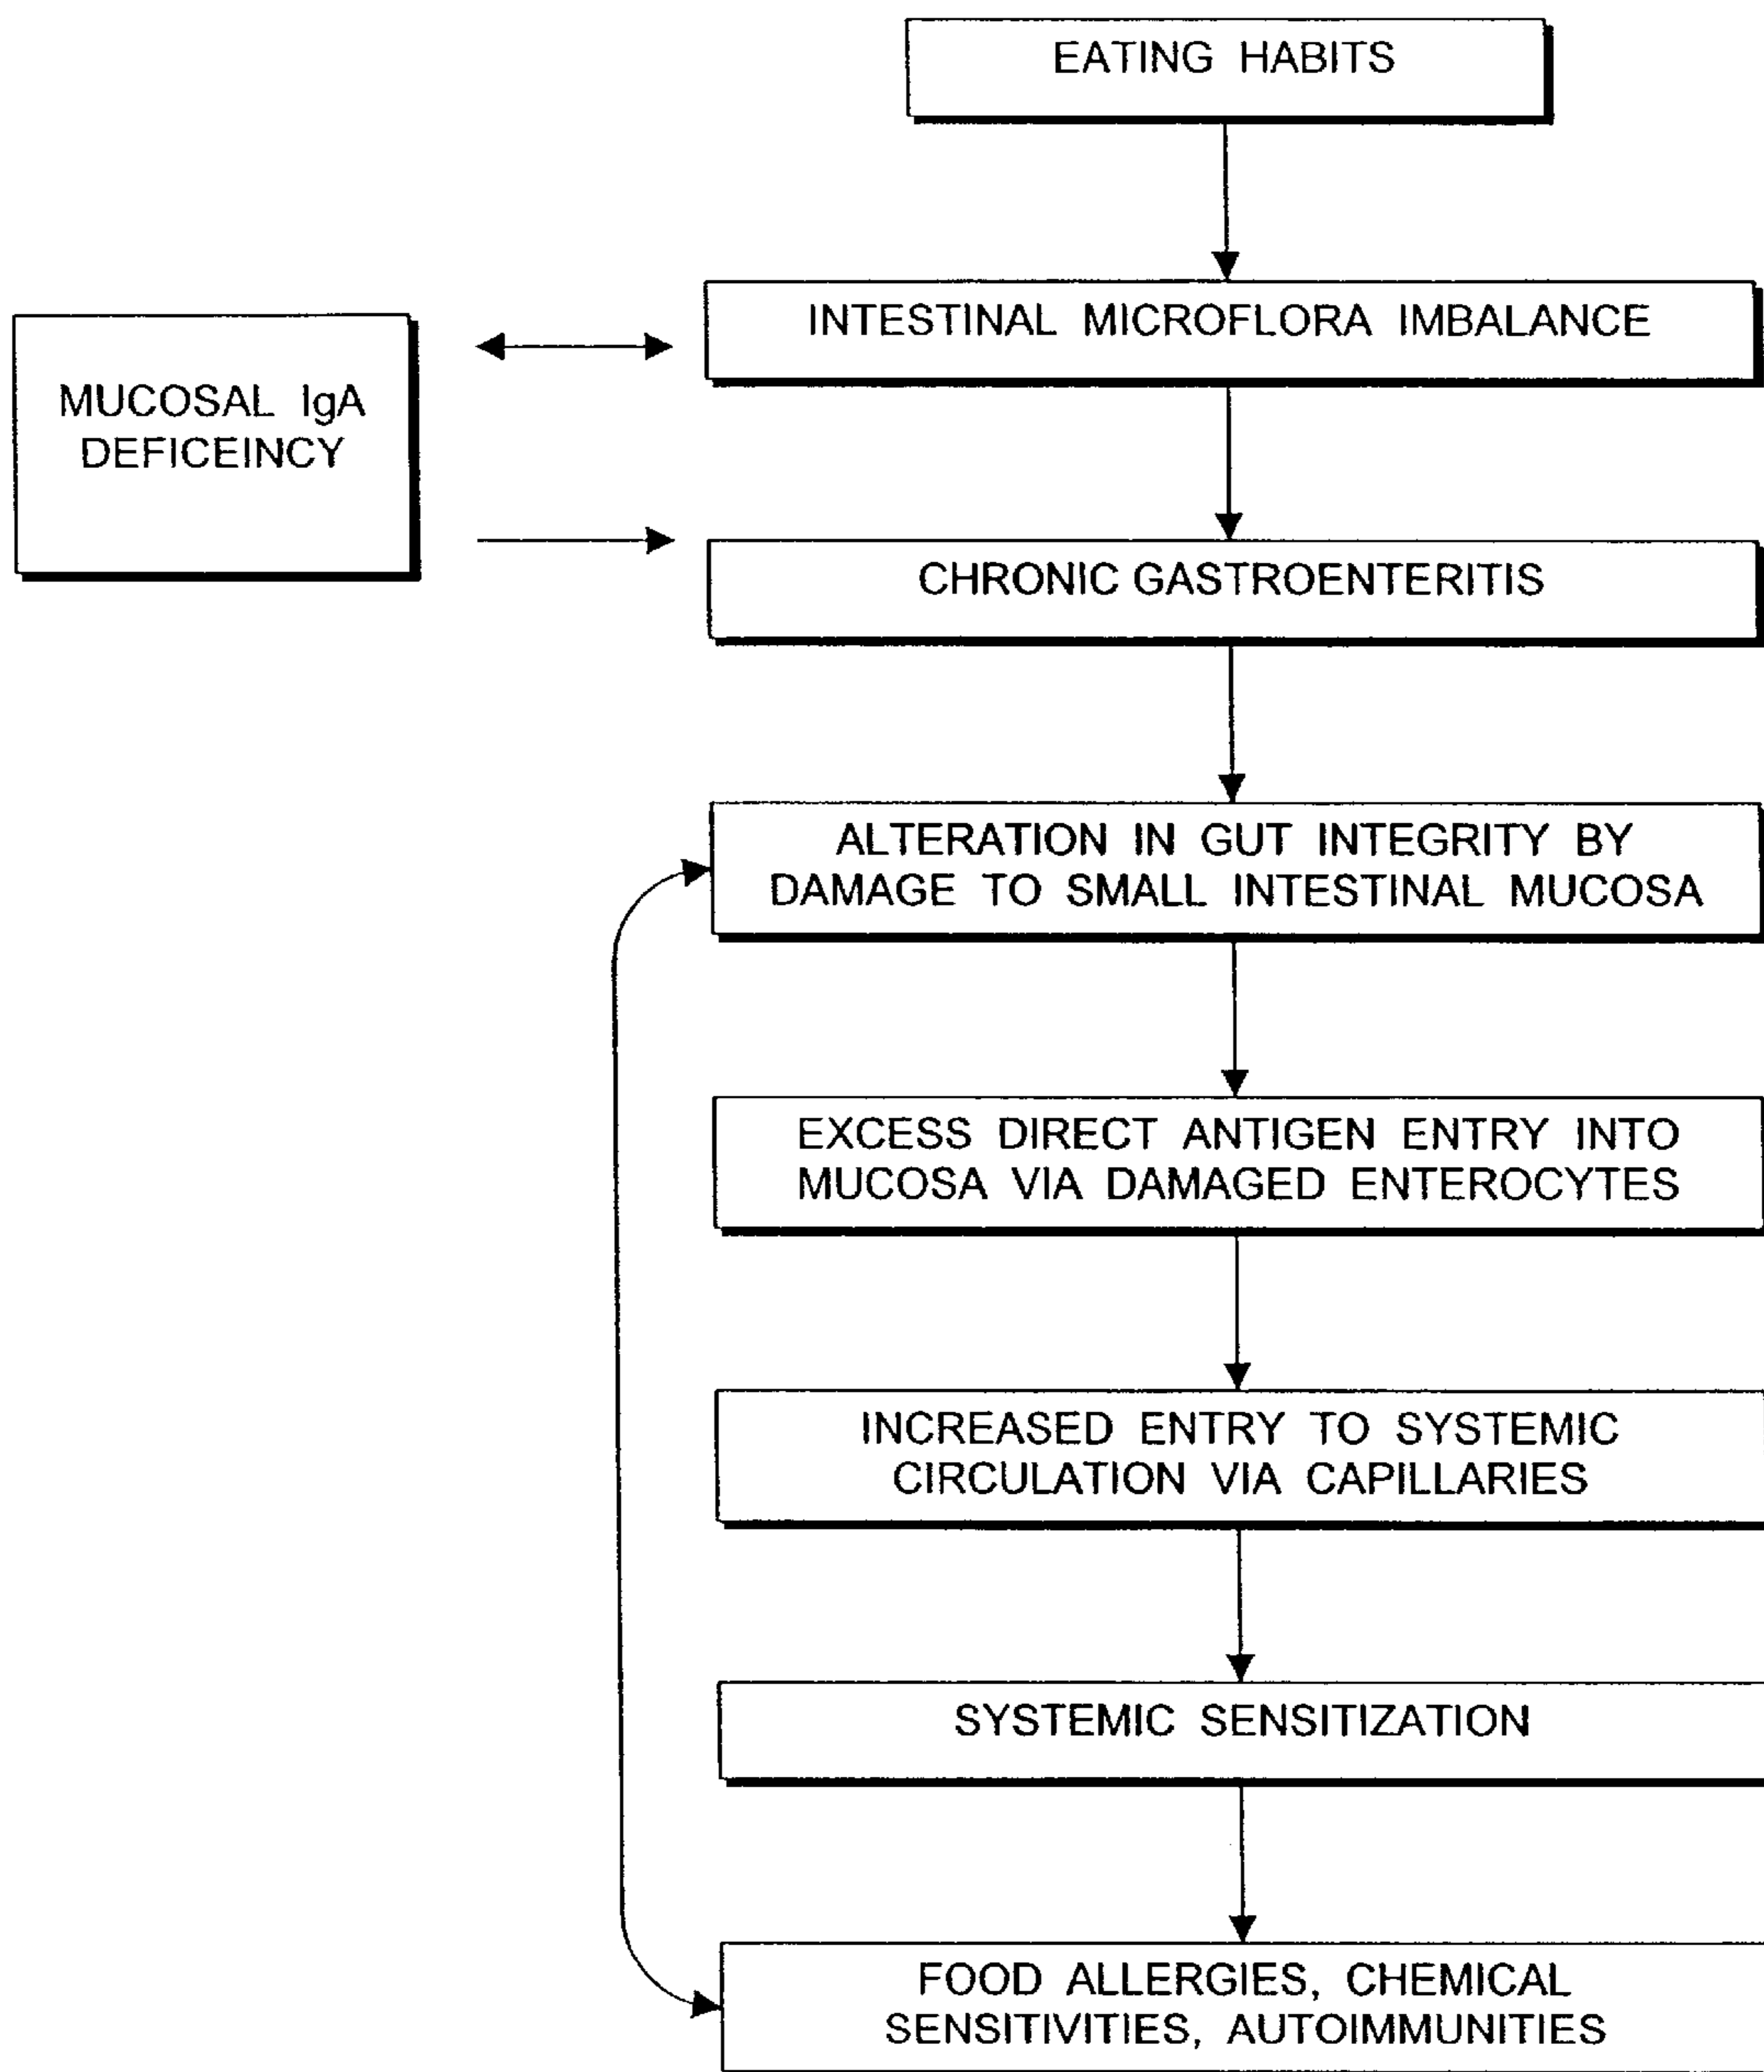 EATING HABITS
INTESTINAL MICROFLORA IMBALANCE
MUCOSAL IgA
DEFICEINCY
CHRONIC GASTROENTERITIS
ALTERATION IN GUT INTEGRITY BY
DAMAGE TO SMALL INTESTINAL MUCOSA
EXCESS DIRECT ANTIGEN ENTRY INTO
MUCOSA VIA DAMAGED ENTEROCYTES
INCREASED ENTRY TO SYSTEMIC
CIRCULATION VIA CAPILLARIES
SYSTEMIC SENSITIZATION
FOOD ALLERGIES, CHEMICAL
SENSITIVITIES, AUTOIMMUNITIES